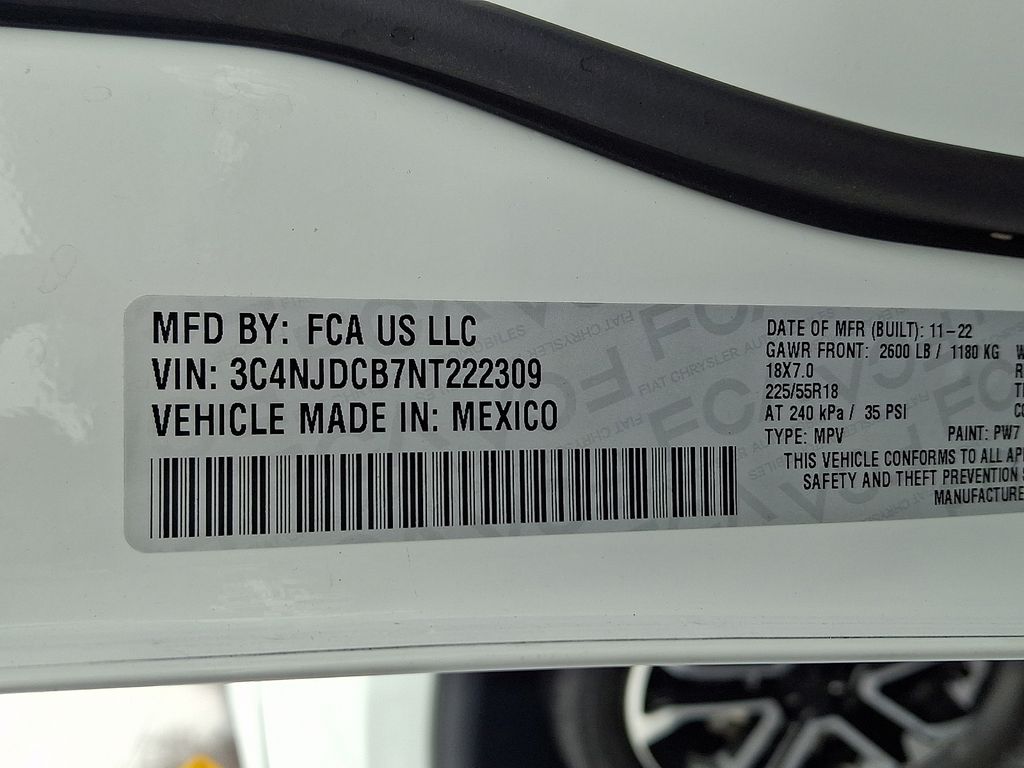 MFD BY: FCA US LLC
VIN: 3C4NJDCB7NT222309
VEHICLE MADE IN: MEXICO
DATE OF MFR (BUILT): 11-22
GAWR FRONT: 2600 LB / 1180 KG
18X7.0
225/55R18
AT 240 kPa / 35 PSI
TYPE: MPV PAINT: PW7
THIS VEHICLE CONFORMS TO ALL
SAFETY AND THEFT PREVENTION